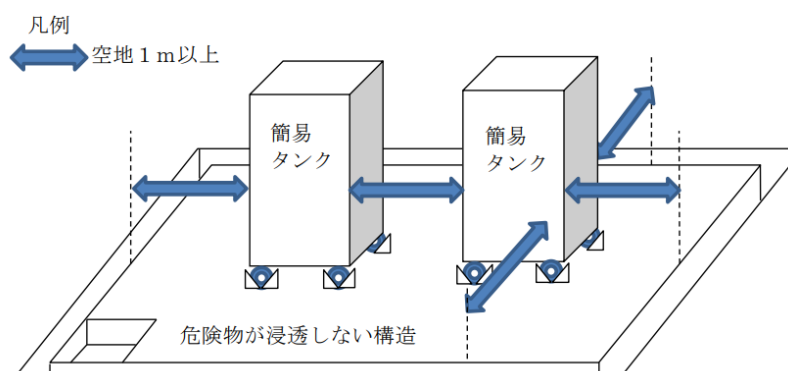 凡例
空地１ｍ以上
簡易
タンク
簡易
タンク
危険物が浸透しない構造